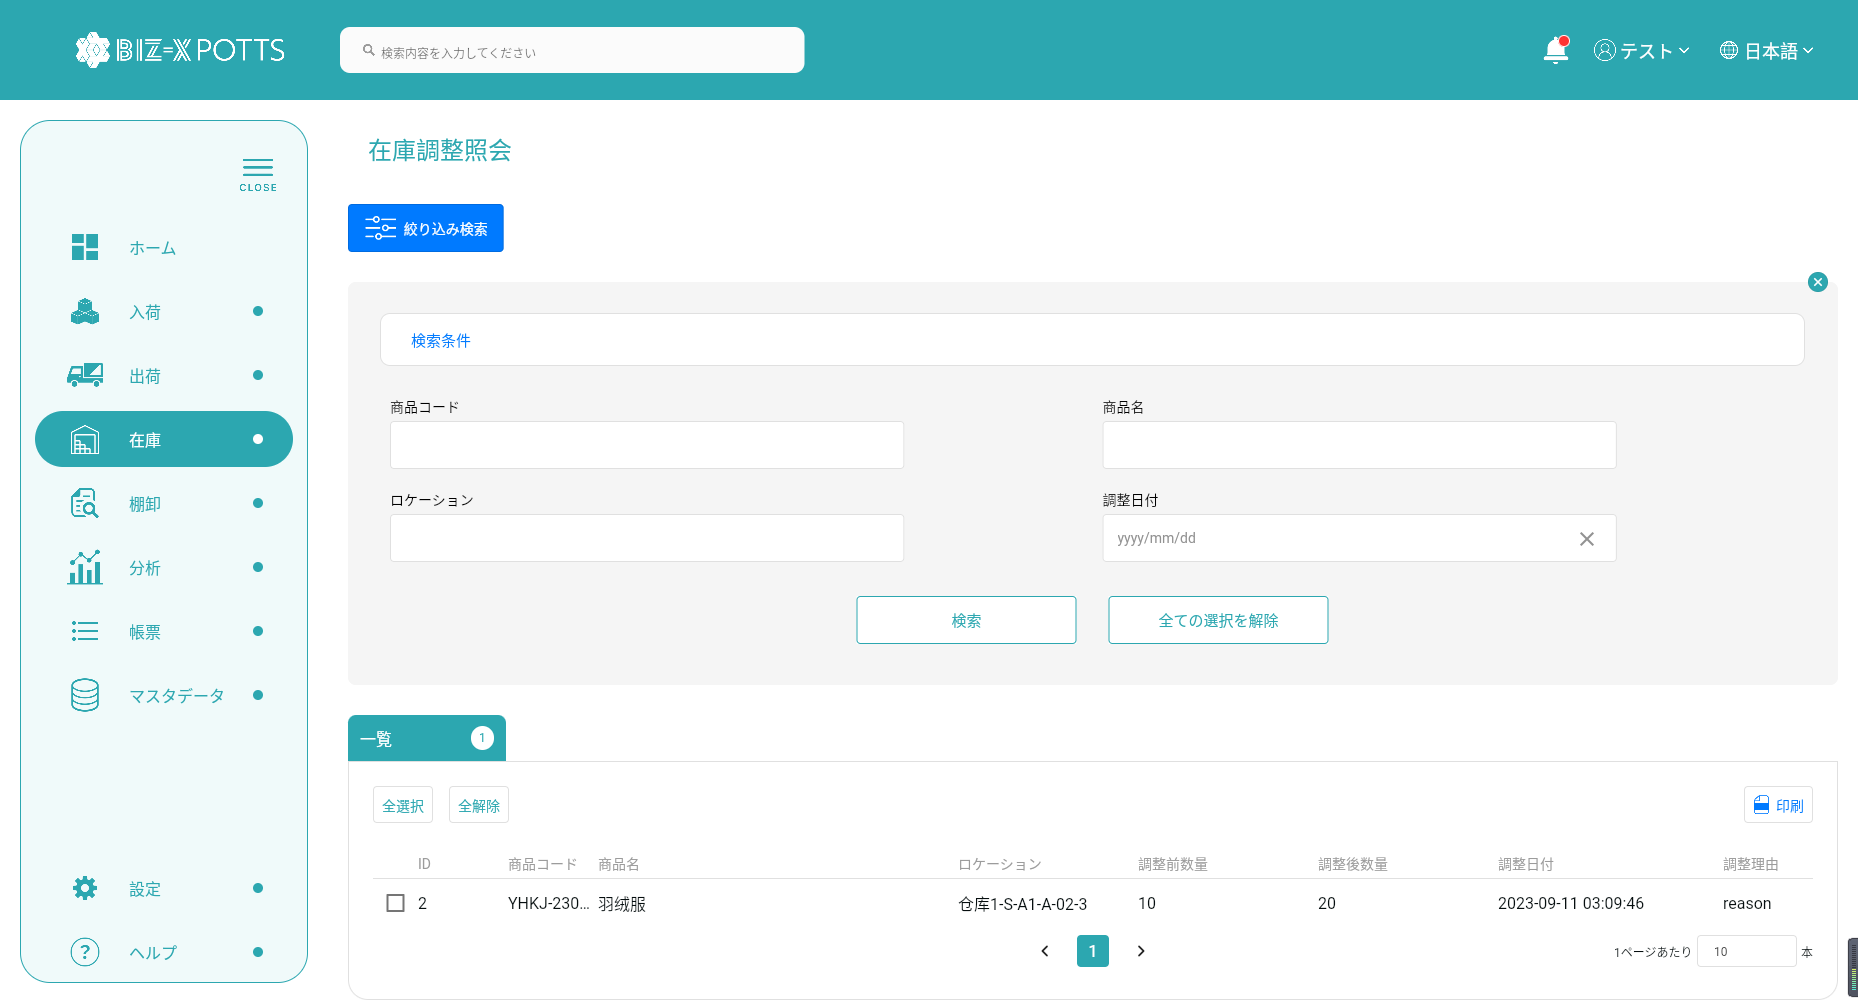 BIZ=X POTTS
検索内容を入力してください
テスト
日本語
CLOSE
ホーム
入荷
出荷
在庫
棚卸
分析
帳票
マスタデータ
設定
? ヘルプ
在庫調整照会
絞り込み検索
検索条件
商品コード
商品名
ロケーション
調整日付
yyyy/mm/dd
検索
全ての選択を解除
一覧 1
全選択
全解除
印刷
ID 商品コード 商品名 ロケーション 調整前数量 調整後数量 調整日付 調整理由
2 YHKJ-230... 羽绒服 仓库1-S-A1-A-02-3 10 20 2023-09-11 03:09:46 reason
1
1ページあたり 10 本